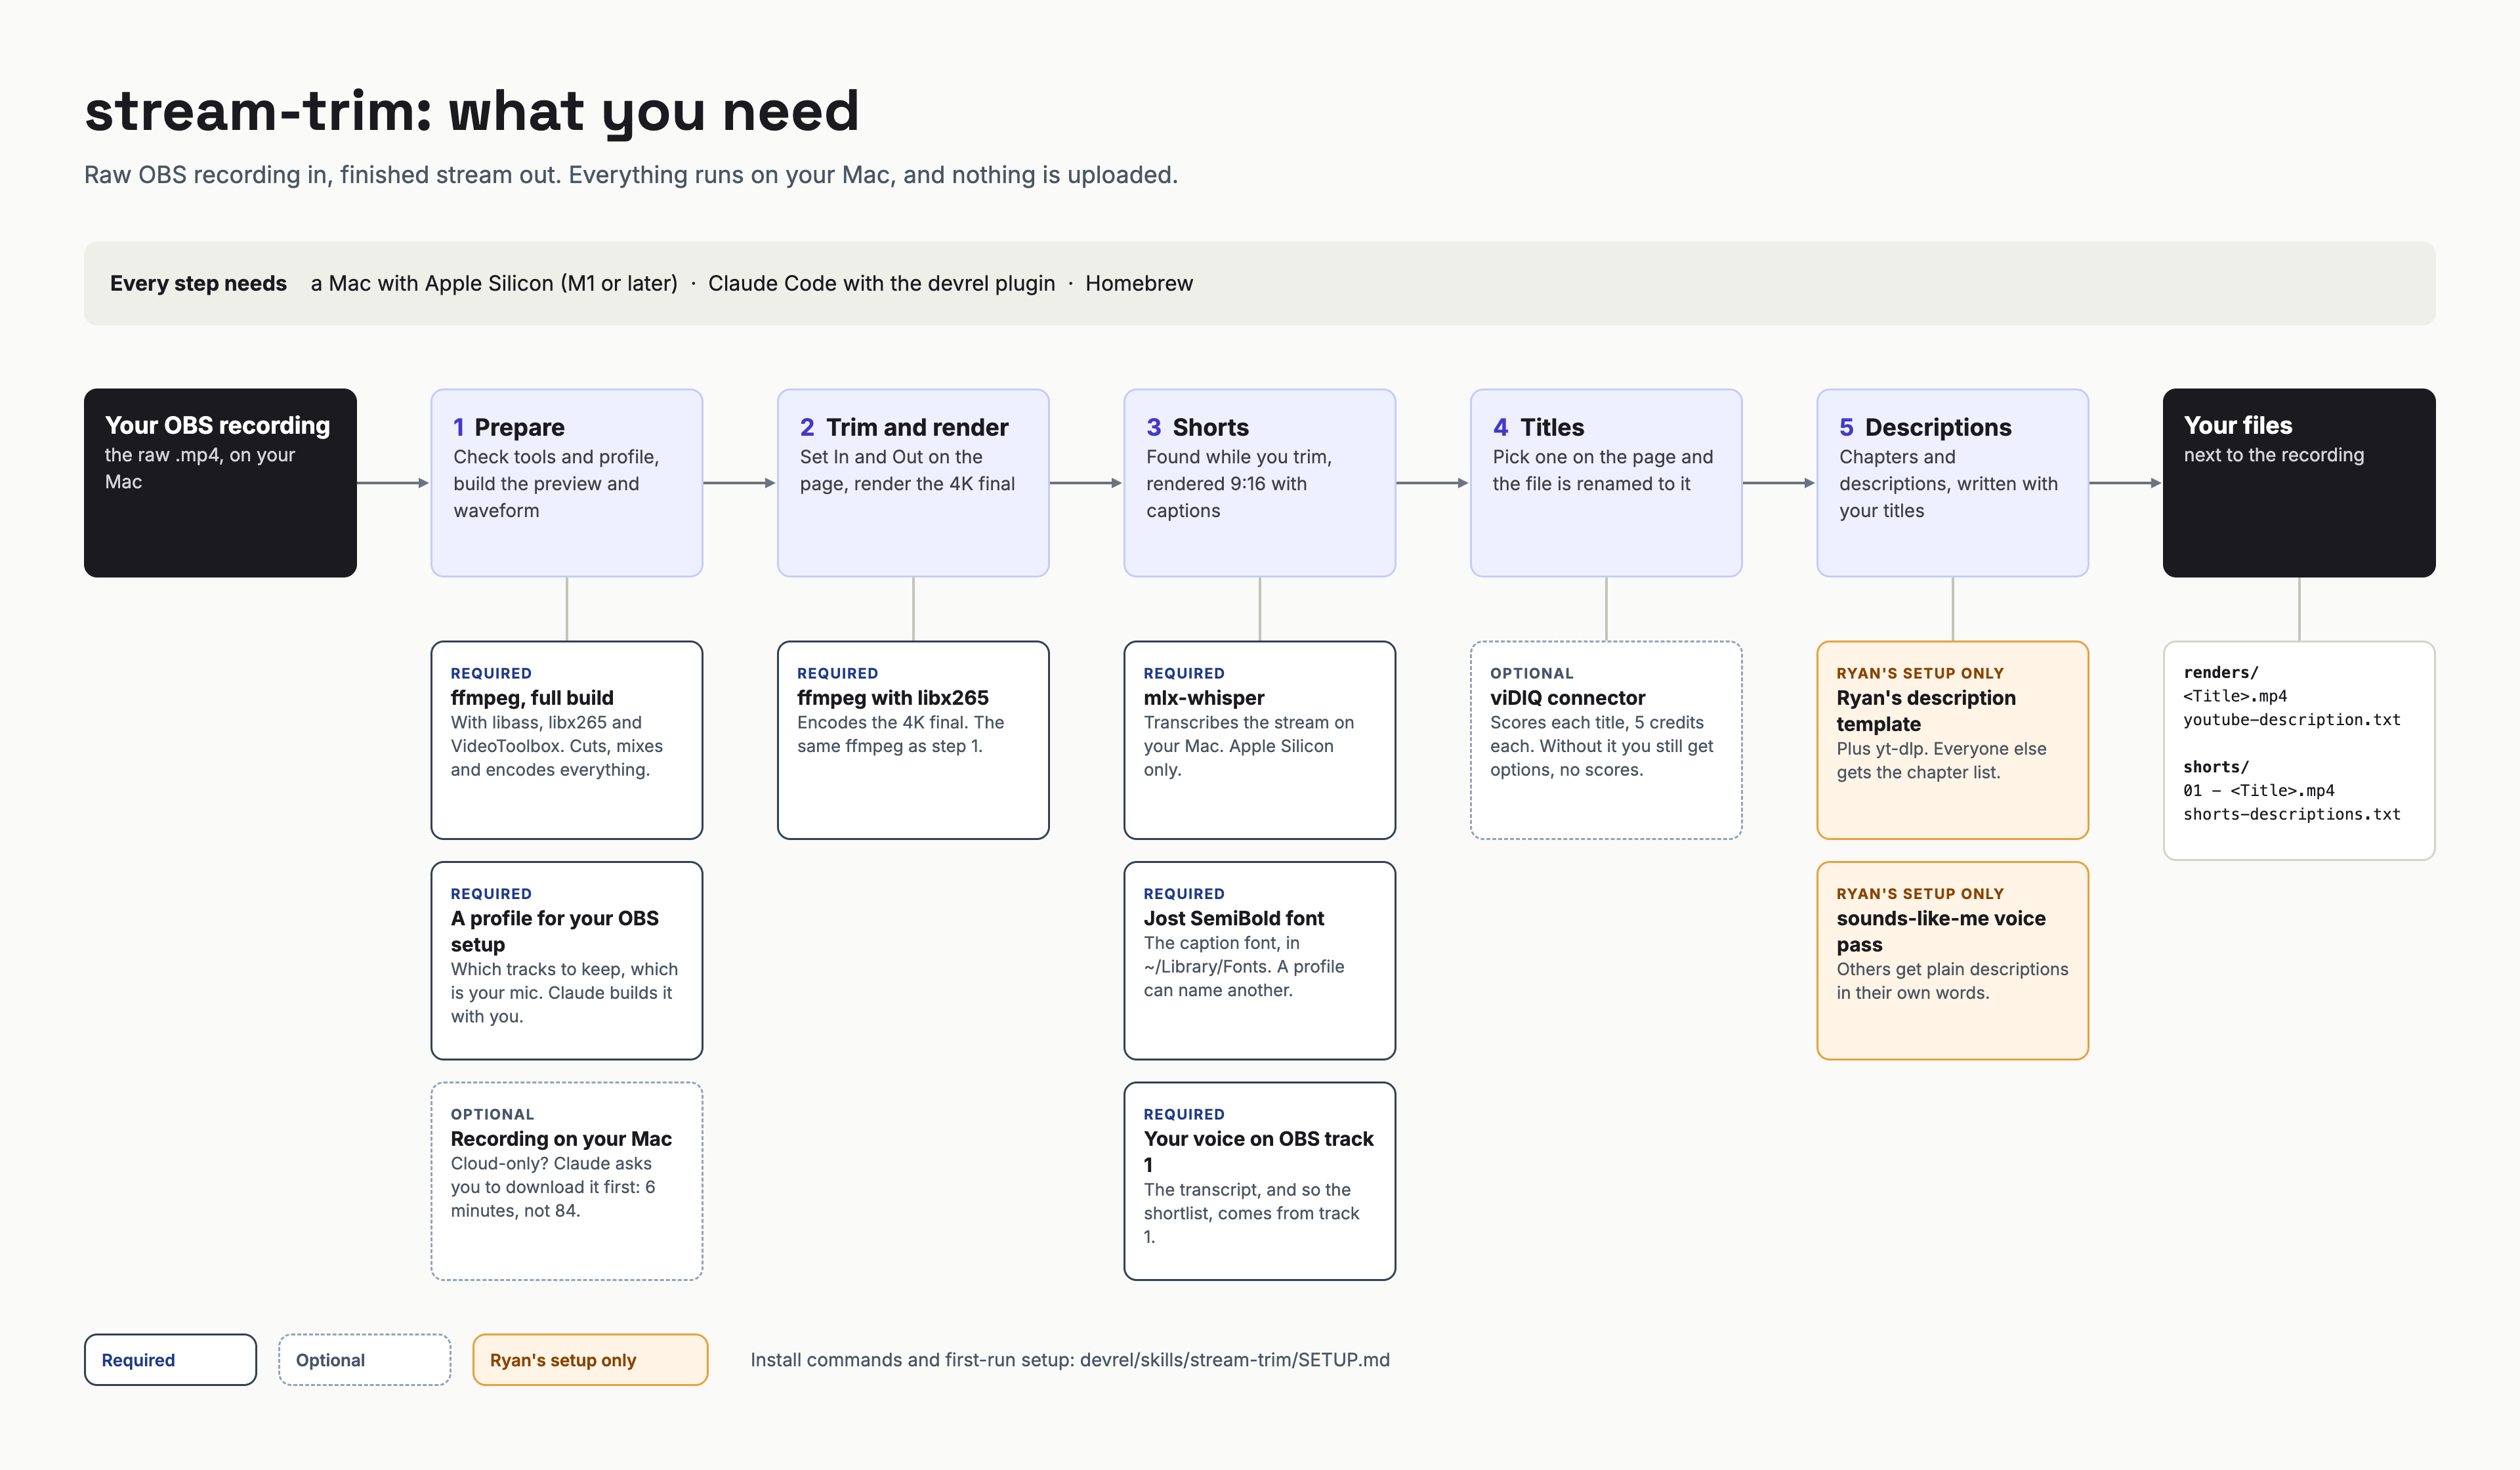 stream-trim: what you need
Raw OBS recording in, finished stream out. Everything runs on your Mac, and nothing is uploaded.
Every step needs a Mac with Apple Silicon (M1 or later) · Claude Code with the devrel plugin · Homebrew
Your OBS recording
the raw .mp4, on your
Mac
1 Prepare
Check tools and profile,
build the preview and
waveform
2 Trim and render
Set In and Out on the
page, render the 4K final
3 Shorts
Found while you trim,
rendered 9:16 with
captions
4 Titles
Pick one on the page and
the file is renamed to it
5 Descriptions
Chapters and
descriptions, written with
your titles
Your files
next to the recording
REQUIRED
ffmpeg, full build
With libass, libx265 and
VideoToolbox. Cuts, mixes
and encodes everything.
REQUIRED
A profile for your OBS
setup
Which tracks to keep, which
is your mic. Claude builds it
with you.
OPTIONAL
Recording on your Mac
Cloud-only? Claude asks
you to download it first: 6
minutes, not 84.
REQUIRED
ffmpeg with libx265
Encodes the 4K final. The
same ffmpeg as step 1.
REQUIRED
mlx-whisper
Transcribes the stream on
your Mac. Apple Silicon
only.
REQUIRED
Jost SemiBold font
The caption font, in
~/Library/Fonts. A profile
can name another.
REQUIRED
Your voice on OBS track
1
The transcript, and so the
shortlist, comes from track
1.
OPTIONAL
viDIQ connector
Scores each title, 5 credits
each. Without it you still get
options, no scores.
RYAN'S SETUP ONLY
Ryan's description
template
Plus yt-dlp. Everyone else
gets the chapter list.
RYAN'S SETUP ONLY
sounds-like-me voice
pass
Others get plain descriptions
in their own words.
renders/
<Title>.mp4
youtube-description.txt
shorts/
01 – <Title>.mp4
shorts-descriptions.txt
Required
Optional
Ryan's setup only
Install commands and first-run setup: devrel/skills/stream-trim/SETUP.md